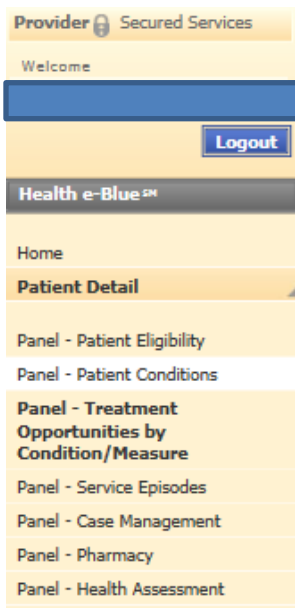 Provider Secured Services
Welcome
Logout
Health e-Blue℠
Home
Patient Detail
Panel - Patient Eligibility
Panel - Patient Conditions
Panel - Treatment
Opportunities by
Condition/Measure
Panel - Service Episodes
Panel - Case Management
Panel - Pharmacy
Panel - Health Assessment